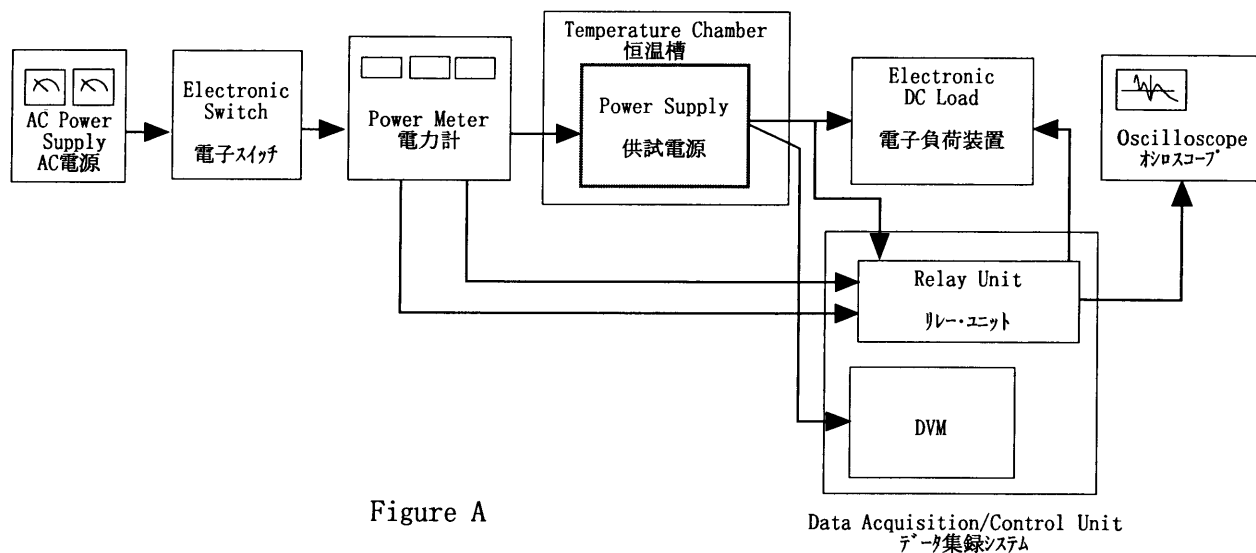 AC Power
Supply
AC電源
Electronic
Switch
電子スイッチ
Power Meter
電力計
Temperature Chamber
恒温槽
Power Supply
供試電源
Electronic
DC Load
電子負荷装置
Oscilloscope
オシロスコープ
Relay Unit
リレー・ユニット
DVM
Data Acquisition/Control Unit
データ集録システム
Figure A